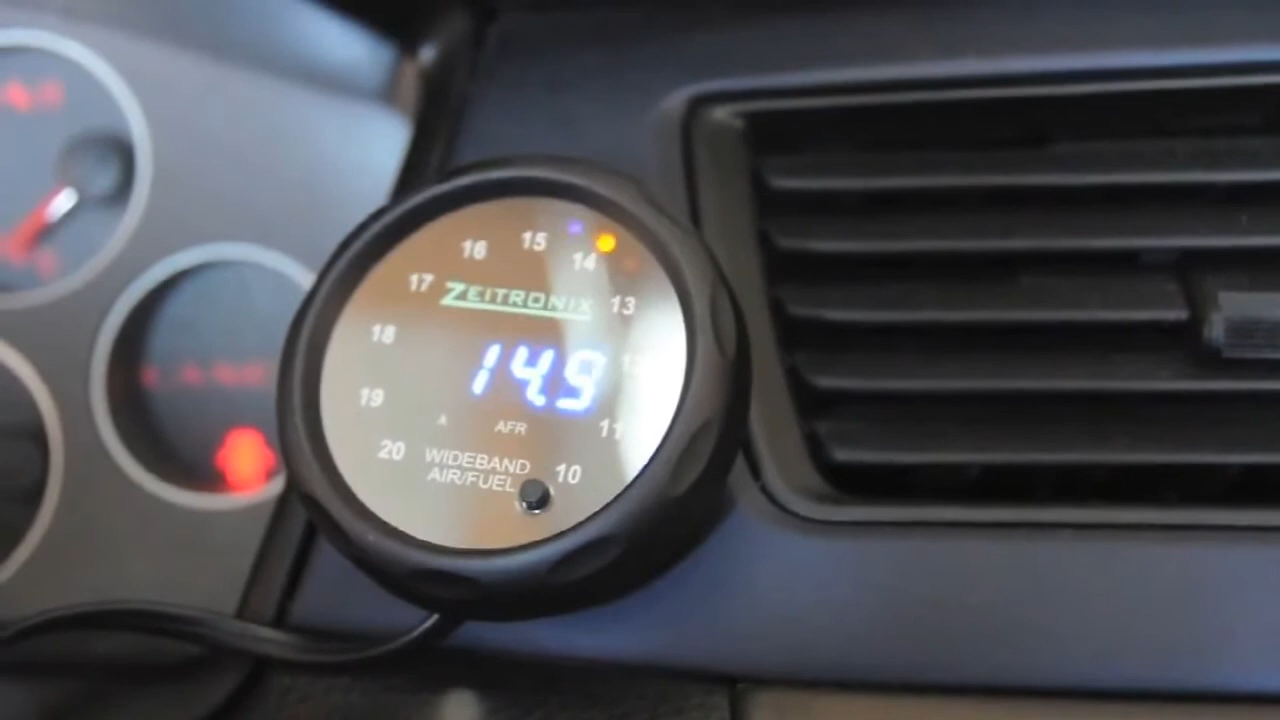 16 15 14
17 ZEITRONIX 13
18
14.9
19
λ AFR 11
20 WIDEBAND 10
AIR/FUEL